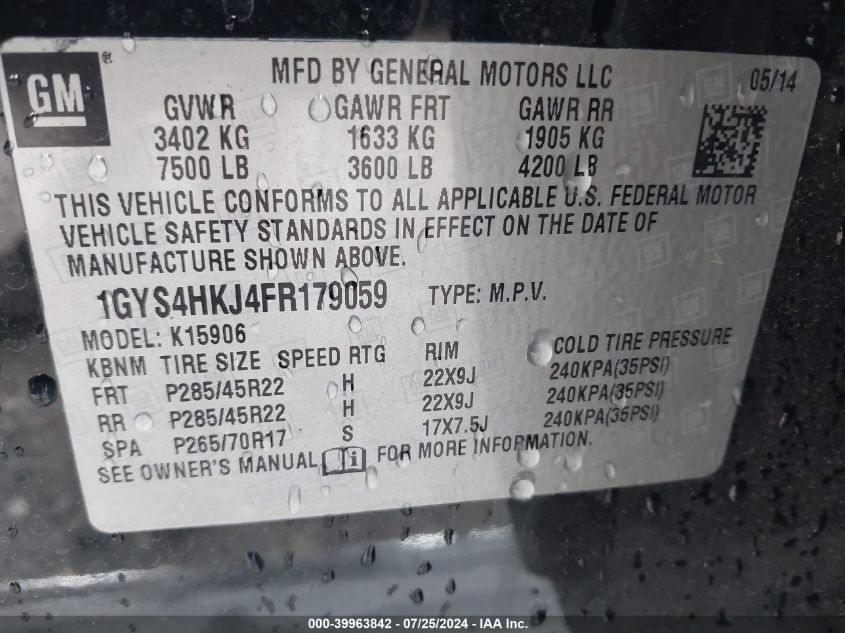 GM
MFD BY GENERAL MOTORS LLC 05/14
GVWR GAWR FRT GAWR RR
3402 KG 1633 KG 1905 KG
7500 LB 3600 LB 4200 LB
THIS VEHICLE CONFORMS TO ALL APPLICABLE U.S. FEDERAL MOTOR
VEHICLE SAFETY STANDARDS IN EFFECT ON THE DATE OF
MANUFACTURE SHOWN ABOVE.
1GYS4HKJ4FR179059 TYPE: M.P.V.
MODEL: K15906
KBNM TIRE SIZE SPEED RTG RIM COLD TIRE PRESSURE
FRT P285/45R22 H 22X9J 240KPA(35PSI)
RR P285/45R22 H 22X9J 240KPA(35PSI)
SPA P265/70R17 S 17X7.5J 240KPA(35PSI)
SEE OWNER'S MANUAL i FOR MORE INFORMATION.
000-39963842 - 07/25/2024 - IAA Inc.